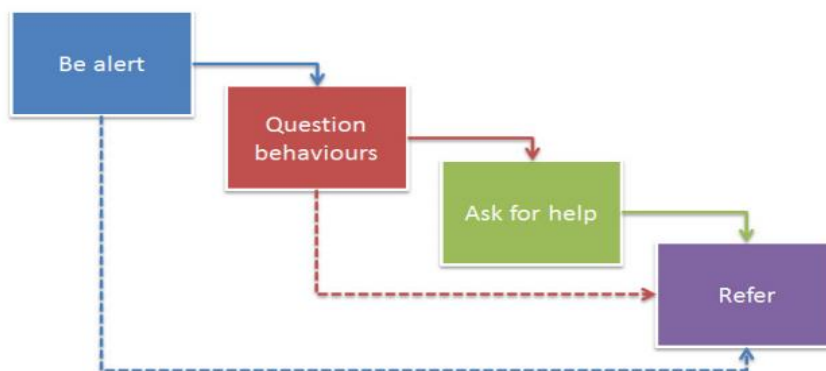 Be alert
Question
behaviours
Ask for help
Refer